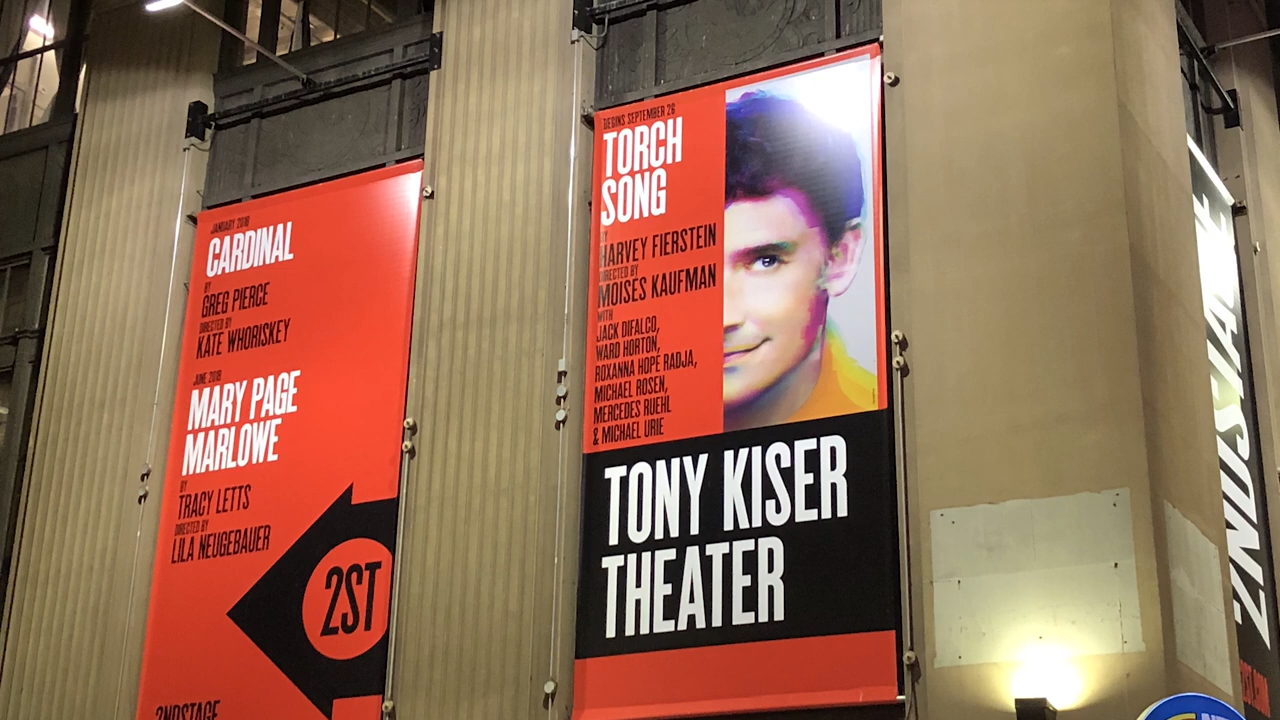 JANUARY 2018
CARDINAL
BY
GREG PIERCE
DIRECTED BY
KATE WHORISKEY
JUNE 2018
MARY PAGE
MARLOWE
BY
TRACY LETTS
DIRECTED BY
LILA NEUGEBAUER
2ST
2NDSTAGE
BEGINS SEPTEMBER 26
TORCH
SONG
BY
HARVEY FIERSTEIN
DIRECTED BY
MOISES KAUFMAN
WITH
JACK DIFALCO,
WARD HORTON,
ROXANNA HOPE RADJA,
MICHAEL ROSEN,
MERCEDES RUEHL
& MICHAEL URIE
TONY KISER
THEATER